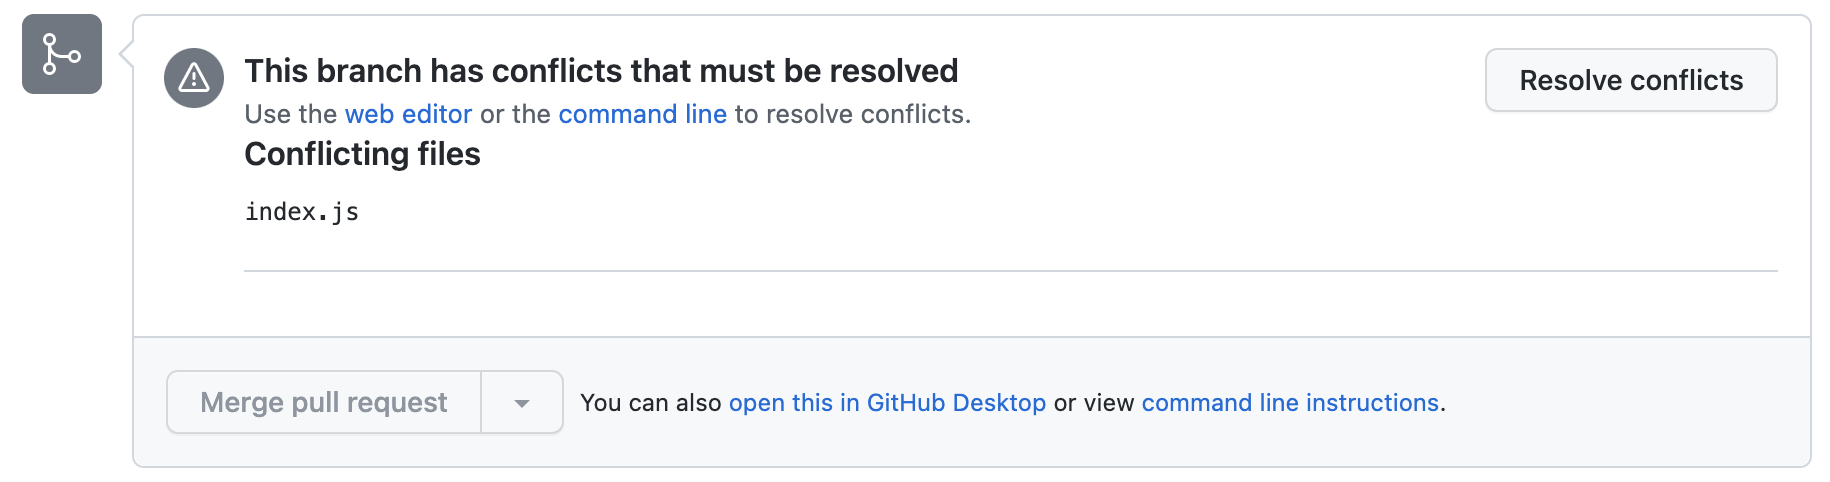 This branch has conflicts that must be resolved
Resolve conflicts
Use the web editor or the command line to resolve conflicts.
Conflicting files
index.js
Merge pull request
You can also open this in GitHub Desktop or view command line instructions.